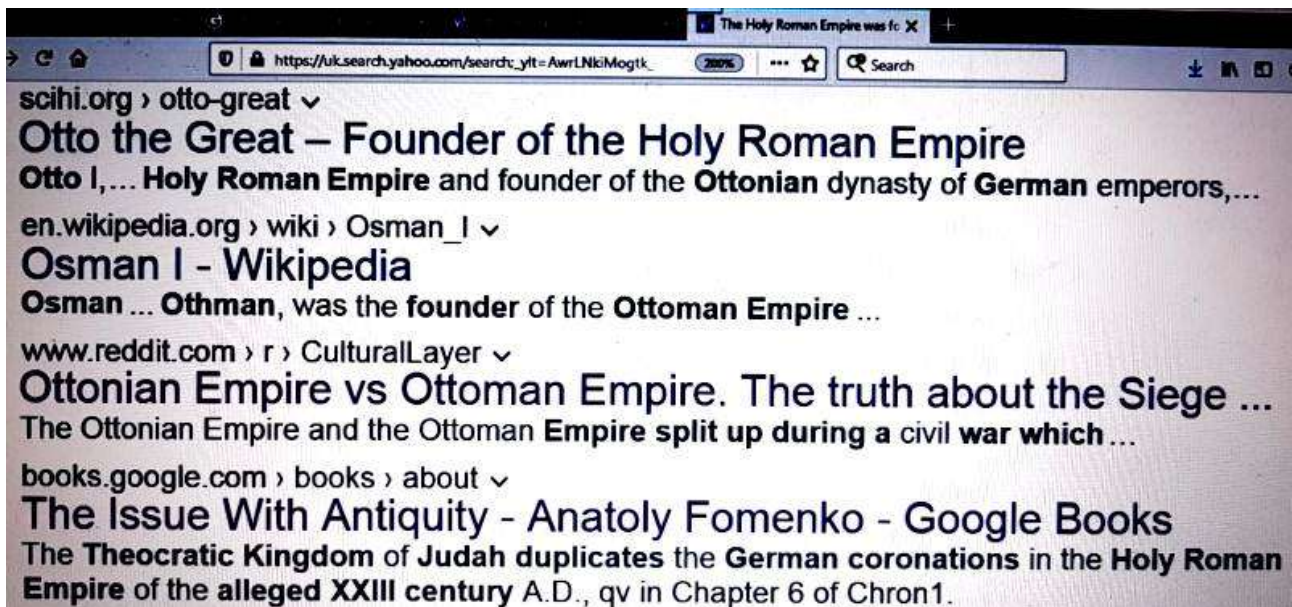 The Holy Roman Empire was fc
https://uk.search.yahoo.com/search;_ylt=AwrLNkiMogtk_
200%
Search
scihi.org › otto-great
Otto the Great – Founder of the Holy Roman Empire
Otto I,... Holy Roman Empire and founder of the Ottonian dynasty of German emperors,...
en.wikipedia.org › wiki › Osman_I
Osman I - Wikipedia
Osman ... Othman, was the founder of the Ottoman Empire ...
www.reddit.com › r › CulturalLayer
Ottonian Empire vs Ottoman Empire. The truth about the Siege ...
The Ottonian Empire and the Ottoman Empire split up during a civil war which ...
books.google.com › books › about
The Issue With Antiquity - Anatoly Fomenko - Google Books
The Theocratic Kingdom of Judah duplicates the German coronations in the Holy Roman
Empire of the alleged XXIII century A.D., qv in Chapter 6 of Chron1.